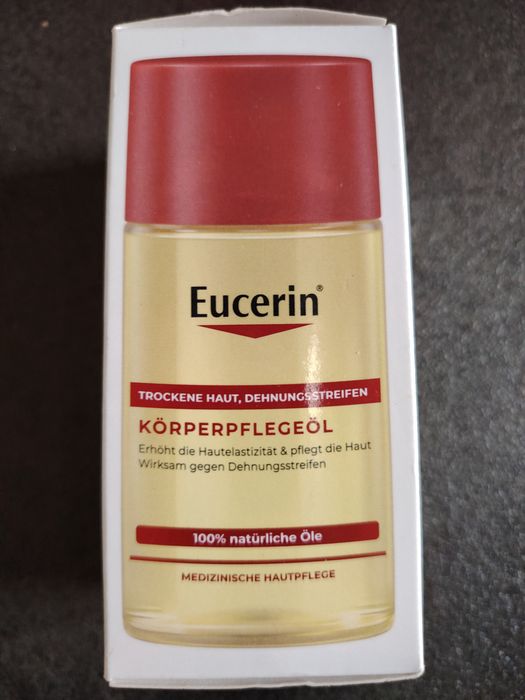 Eucerin®
TROCKENE HAUT, DEHNUNGSSTREIFEN
KÖRPERPFLEGEÖL
Erhöht die Hautelastizität & pflegt die Haut
Wirksam gegen Dehnungsstreifen
100% natürliche Öle
MEDIZINISCHE HAUTPFLEGE